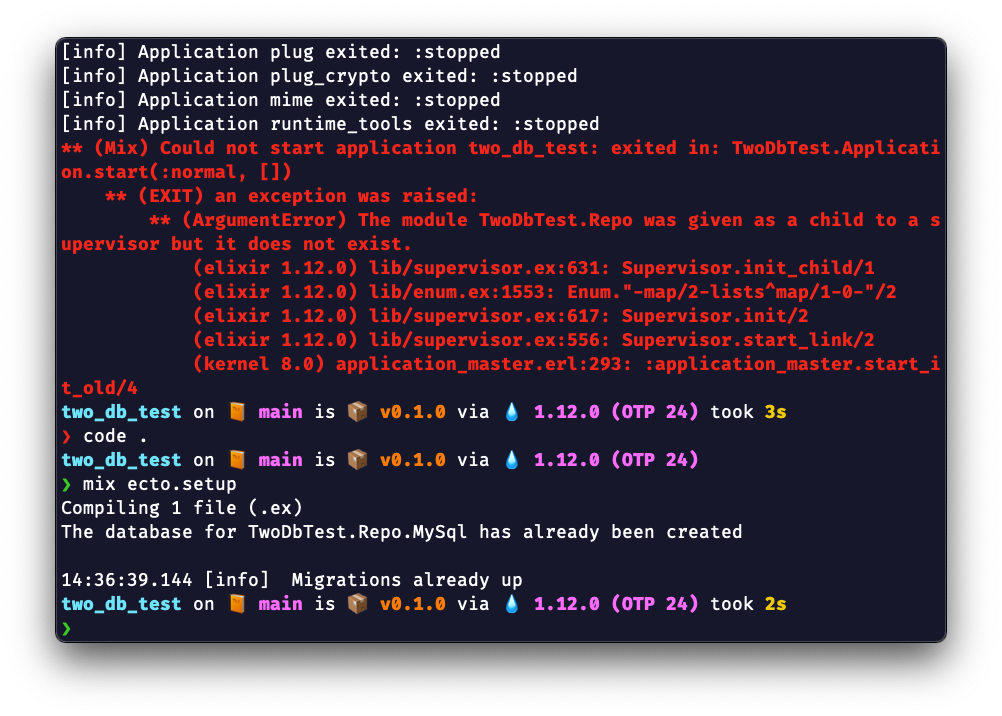 [info] Application plug exited: :stopped
[info] Application plug_crypto exited: :stopped
[info] Application mime exited: :stopped
[info] Application runtime_tools exited: :stopped
** (Mix) Could not start application two_db_test: exited in: TwoDbTest.Applicati
on.start(:normal, [])
    ** (EXIT) an exception was raised:
        ** (ArgumentError) The module TwoDbTest.Repo was given as a child to a s
upervisor but it does not exist.
            (elixir 1.12.0) lib/supervisor.ex:631: Supervisor.init_child/1
            (elixir 1.12.0) lib/enum.ex:1553: Enum."-map/2-lists^map/1-0-"/2
            (elixir 1.12.0) lib/supervisor.ex:617: Supervisor.init/2
            (elixir 1.12.0) lib/supervisor.ex:556: Supervisor.start_link/2
            (kernel 8.0) application_master.erl:293: :application_master.start_i
t_old/4
two_db_test on 📙 main is 📦 v0.1.0 via 💧 1.12.0 (OTP 24) took 3s
❯ code .
two_db_test on 📙 main is 📦 v0.1.0 via 💧 1.12.0 (OTP 24)
❯ mix ecto.setup
Compiling 1 file (.ex)
The database for TwoDbTest.Repo.MySql has already been created

14:36:39.144 [info]  Migrations already up
two_db_test on 📙 main is 📦 v0.1.0 via 💧 1.12.0 (OTP 24) took 2s
❯